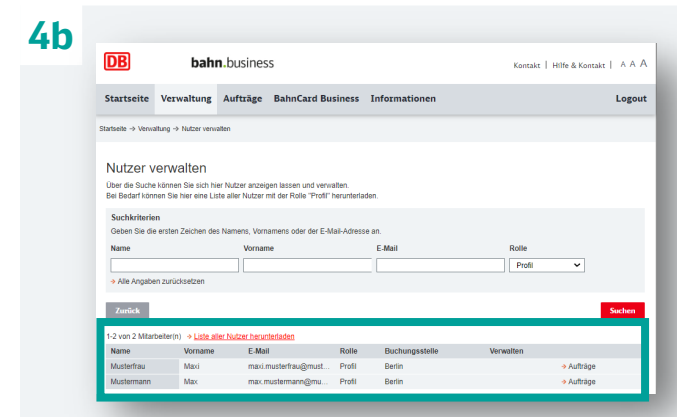 4b
DB bahn.business Kontakt | Hilfe & Kontakt | A A A
Startseite Verwaltung Aufträge BahnCard Business Informationen Logout
Startseite → Verwaltung → Nutzer verwalten
Nutzer verwalten
Über die Suche können Sie sich hier Nutzer anzeigen lassen und verwalten.
Bei Bedarf können Sie hier eine Liste aller Nutzer mit der Rolle "Profil" herunterladen.
Suchkriterien
Geben Sie die ersten Zeichen des Namens, Vornamens oder der E-Mail-Adresse an.
Name Vorname E-Mail Rolle
Profil
→ Alle Angaben zurücksetzen
Zurück Suchen
1-2 von 2 Mitarbeiter(n) → Liste aller Nutzer herunterladen
Name Vorname E-Mail Rolle Buchungsstelle Verwalten
Musterfrau Maxi maxi.musterfrau@must... Profil Berlin → Aufträge
Mustermann Max max.mustermann@mu... Profil Berlin → Aufträge